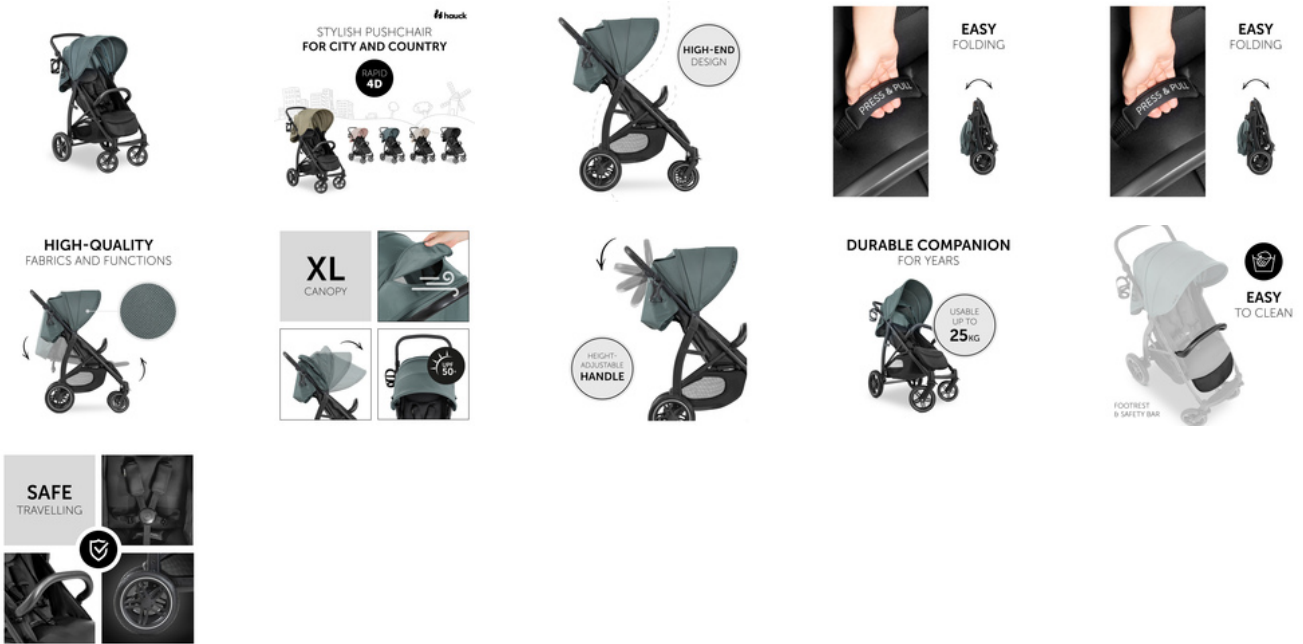 hauck
STYLISH PUSHCHAIR
FOR CITY AND COUNTRY
RAPID
4D
HIGH-END
DESIGN
PRESS & PULL
EASY
FOLDING
PRESS & PULL
EASY
FOLDING
HIGH-QUALITY
FABRICS AND FUNCTIONS
XL
CANOPY
UPF
50+
HEIGHT-
ADJUSTABLE
HANDLE
DURABLE COMPANION
FOR YEARS
USABLE
UP TO
25KG
EASY
TO CLEAN
FOOTREST
& SAFETY BAR
SAFE
TRAVELLING